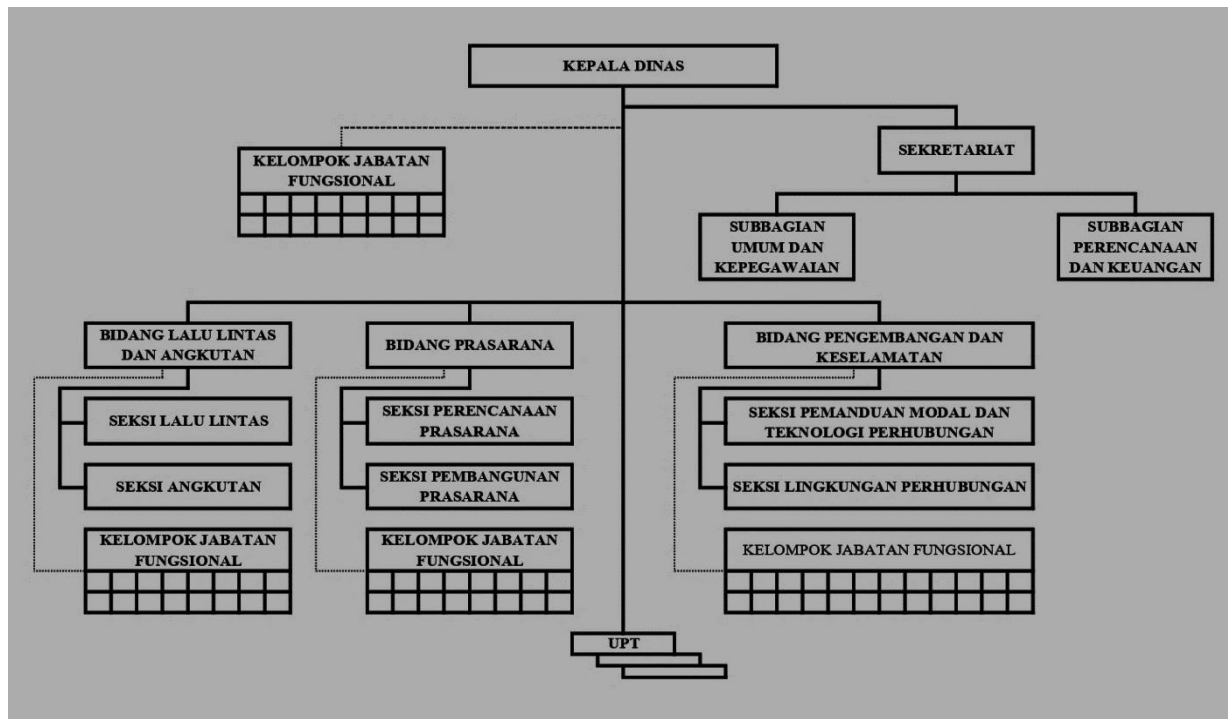 KEPALA DINAS
KELOMPOK JABATAN
FUNGSIONAL
SEKRETARIAT
SUBBAGIAN
UMUM DAN
KEPEGAWAIAN
SUBBAGIAN
PERENCANAAN
DAN KEUANGAN
BIDANG LALU LINTAS
DAN ANGKUTAN
BIDANG PRASARANA
BIDANG PENGEMBANGAN DAN
KESELAMATAN
SEKSI LALU LINTAS
SEKSI PERENCANAAN
PRASARANA
SEKSI PEMANDUAN MODAL DAN
TEKNOLOGI PERHUBUNGAN
SEKSI ANGKUTAN
SEKSI PEMBANGUNAN
PRASARANA
SEKSI LINGKUNGAN PERHUBUNGAN
KELOMPOK JABATAN
FUNGSIONAL
KELOMPOK JABATAN
FUNGSIONAL
KELOMPOK JABATAN FUNGSIONAL
UPT